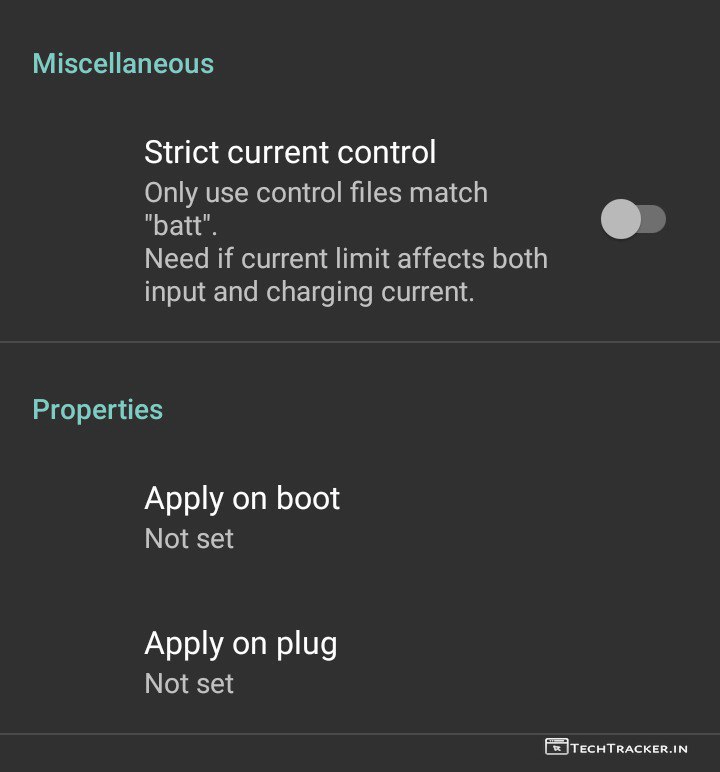 Miscellaneous
Strict current control
Only use control files match
"batt".
Need if current limit affects both
input and charging current.
Properties
Apply on boot
Not set
Apply on plug
Not set
TECHTRACKER.IN